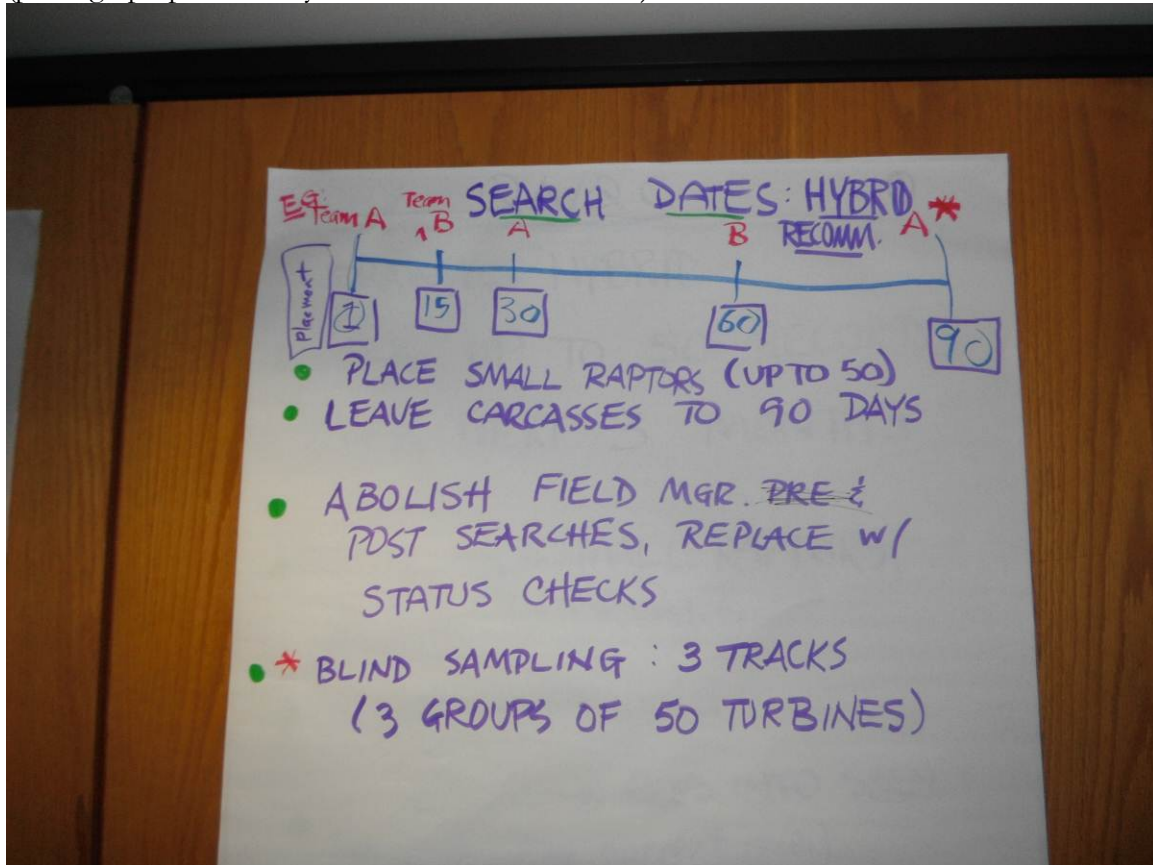 EG: Team A Team B SEARCH DATES: HYBRD *
A B RECOMM. A
Placement 1 15 30 60 90
• PLACE SMALL RAPTORS (UP TO 50)
• LEAVE CARCASSES TO 90 DAYS
• ABOLISH FIELD MGR. PRE &
POST SEARCHES, REPLACE W/
STATUS CHECKS
• * BLIND SAMPLING : 3 TRACKS
(3 GROUPS OF 50 TURBINES)